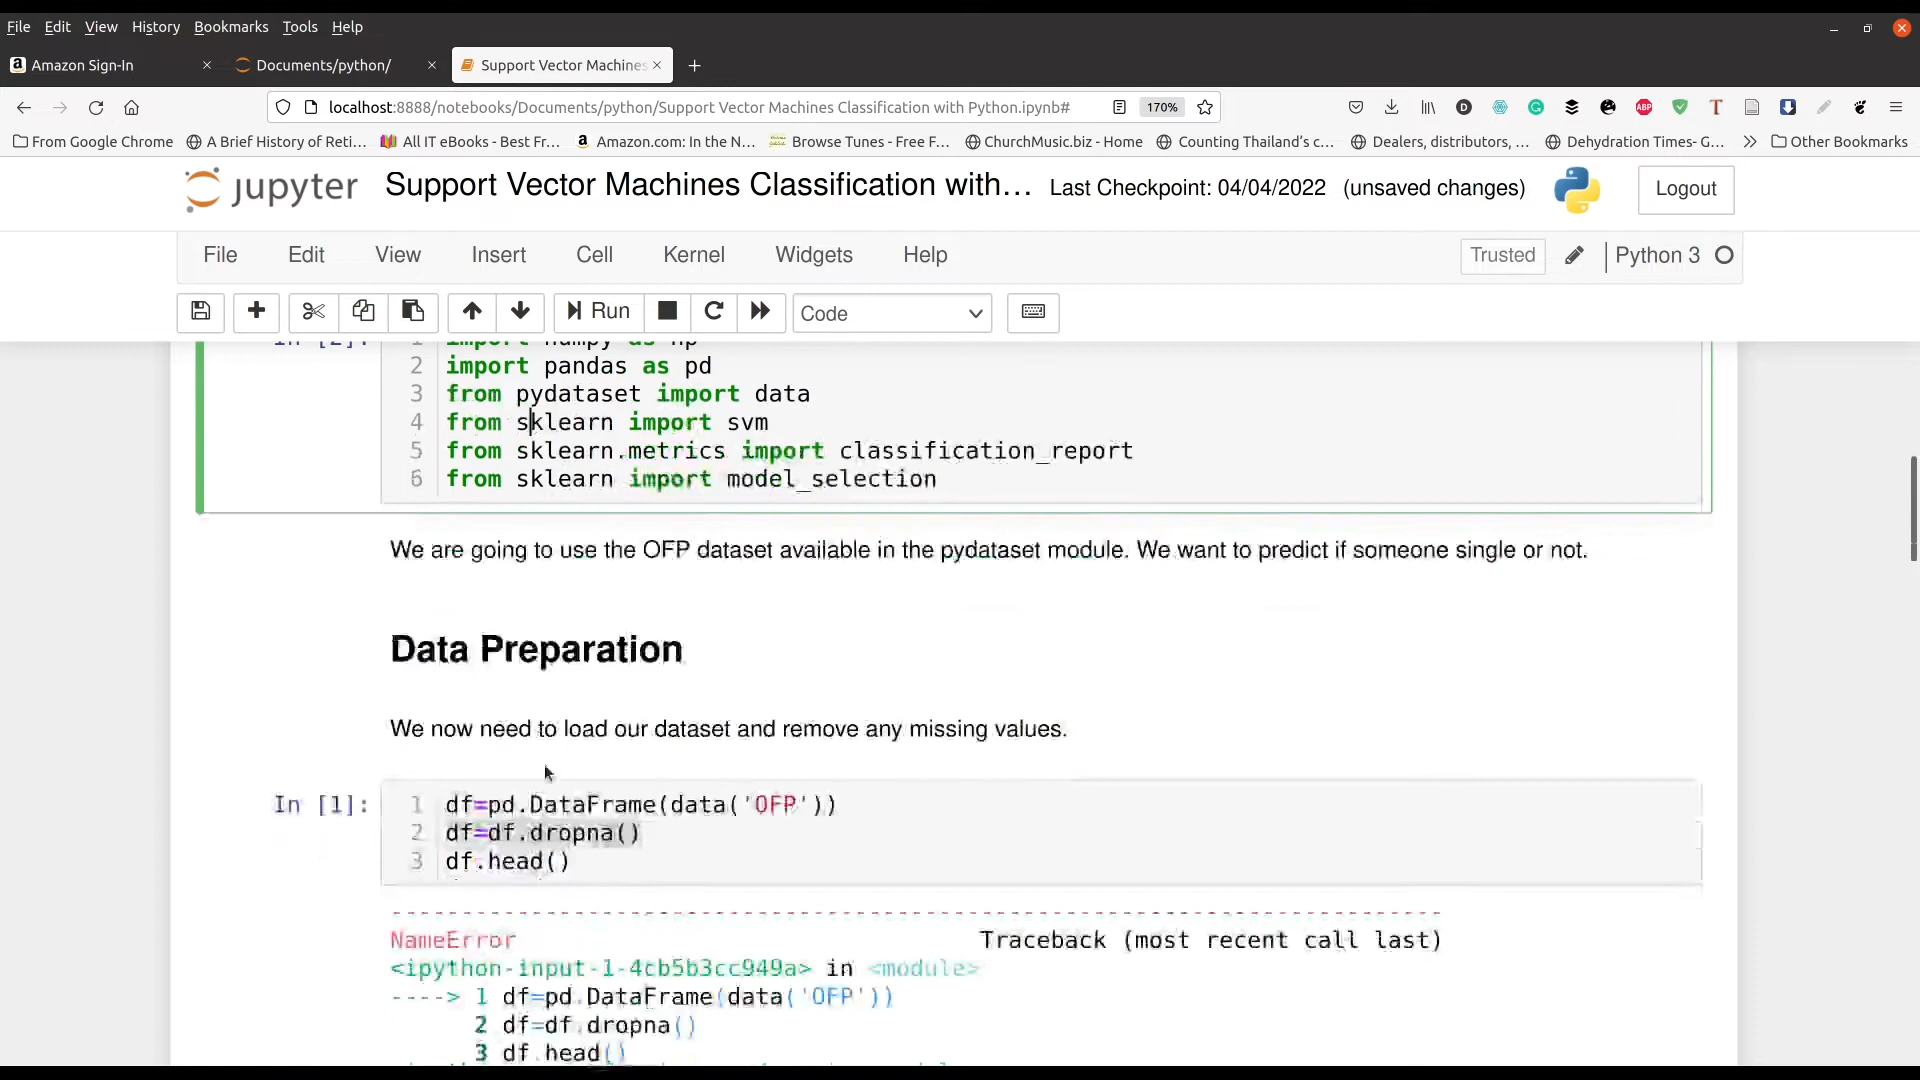 File Edit View History Bookmarks Tools Help
Amazon Sign-In Documents/python/ Support Vector Machines
localhost:8888/notebooks/Documents/python/Support Vector Machines Classification with Python.ipynb# 170%
From Google Chrome A Brief History of Reti... All IT eBooks - Best Fr... Amazon.com: In the N... Browse Tunes - Free F... ChurchMusic.biz - Home Counting Thailand's c... Dealers, distributors, ... Dehydration Times- G... Other Bookmarks
jupyter Support Vector Machines Classification with... Last Checkpoint: 04/04/2022 (unsaved changes) Logout
File Edit View Insert Cell Kernel Widgets Help Trusted Python 3
Run Code
In [2]: 1 import numpy as np
2 import pandas as pd
3 from pydataset import data
4 from sklearn import svm
5 from sklearn.metrics import classification_report
6 from sklearn import model_selection
We are going to use the OFP dataset available in the pydataset module. We want to predict if someone single or not.
Data Preparation
We now need to load our dataset and remove any missing values.
In [1]: 1 df=pd.DataFrame(data('OFP'))
2 df=df.dropna()
3 df.head()
NameError Traceback (most recent call last)
<ipython-input-1-4cb5b3cc949a> in <module>
----> 1 df=pd.DataFrame(data('OFP'))
2 df=df.dropna()
3 df.head()